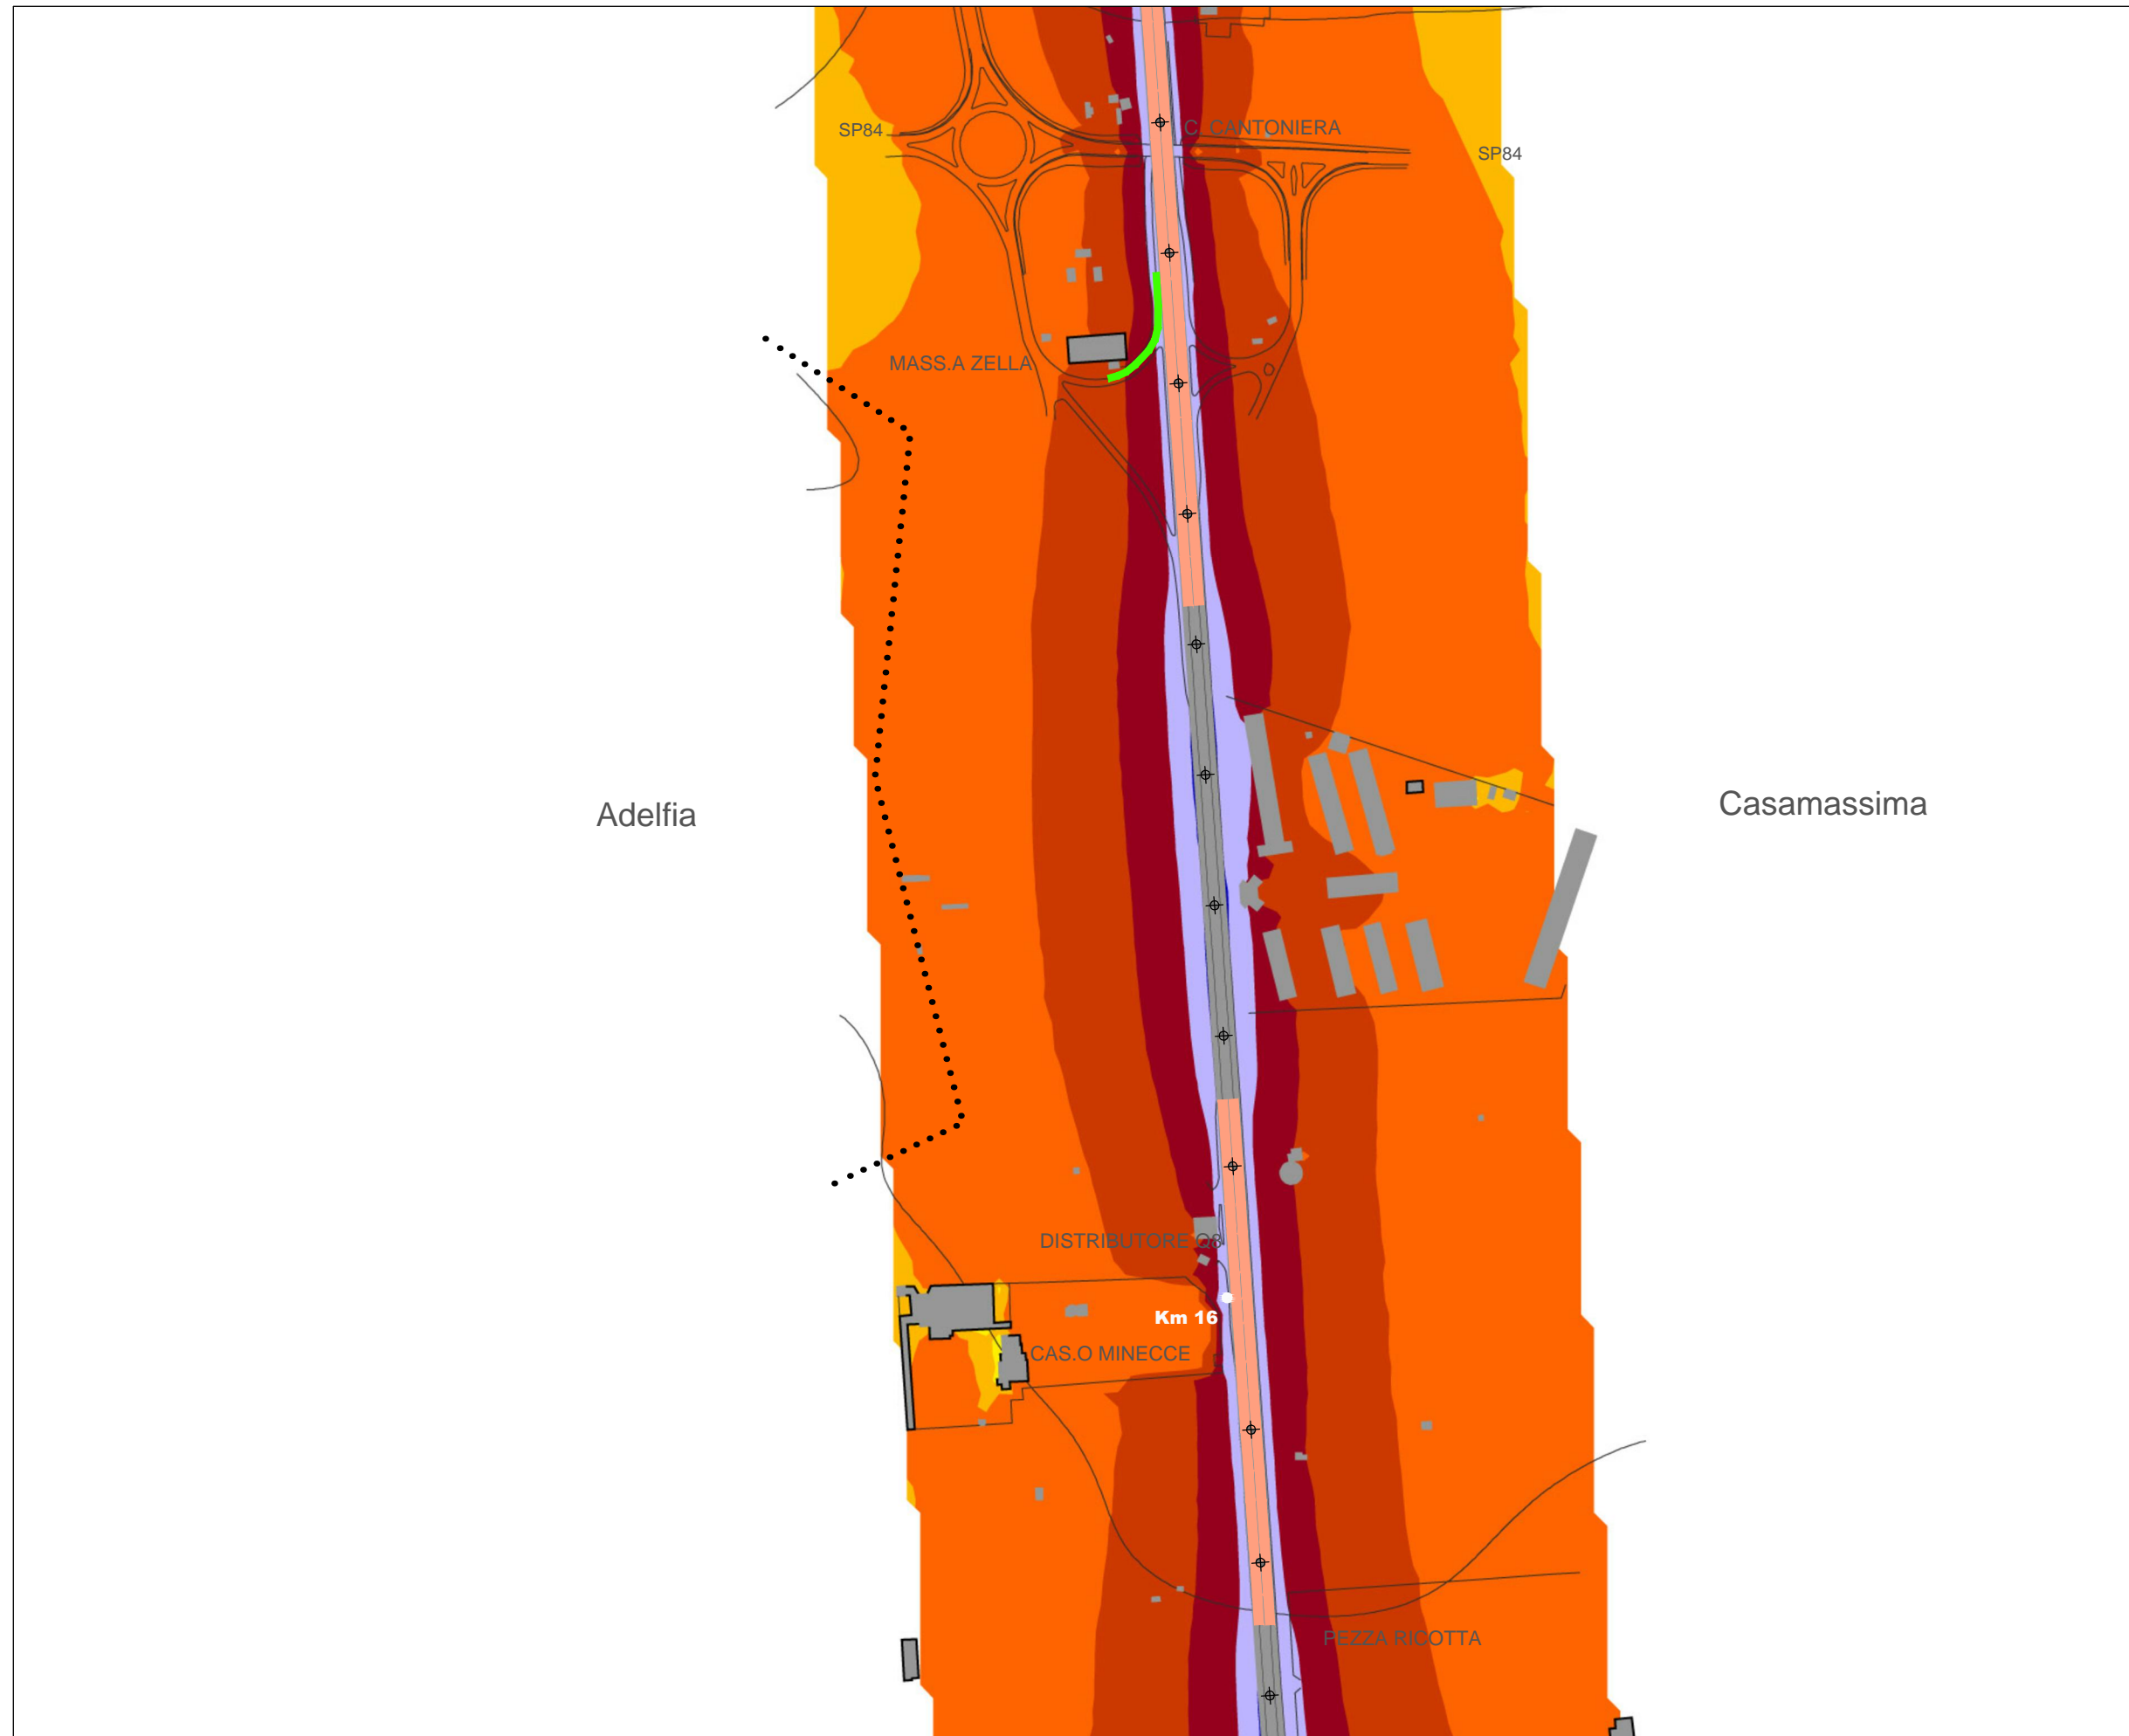 C. CANTONIERA
SP84
SP84
MASS.A ZELLA
Adelfia
Casamassima
DISTRIBUTORE Q8
Km 16
CAS.O MINECCE
PEZZA RICOTTA